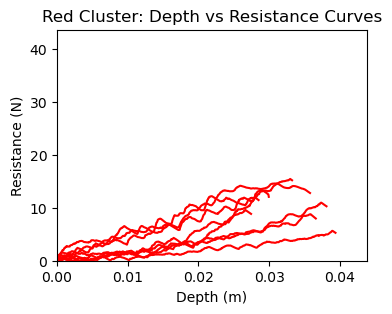 Red Cluster: Depth vs Resistance Curves
40
30
20
10
0
Resistance (N)
0.00 0.01 0.02 0.03 0.04
Depth (m)